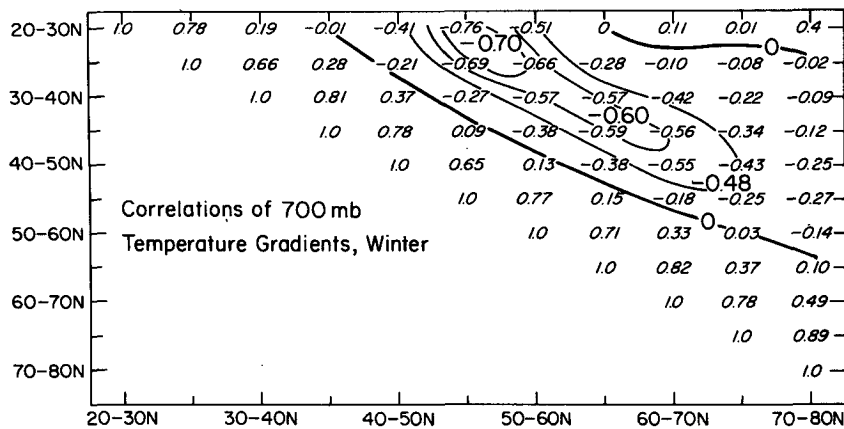 20-30N 1.0 0.78 0.19 -0.01 -0.41 -0.76 -0.51 0 0.11 0.01 0.4
-0.70 0
1.0 0.66 0.28 -0.21 -0.69 -0.66 -0.28 -0.10 -0.08 -0.02
30-40N 1.0 0.81 0.37 -0.27 -0.57 -0.57 -0.42 -0.22 -0.09
-0.60
1.0 0.78 0.09 -0.38 -0.59 -0.56 -0.34 -0.12
40-50N 1.0 0.65 0.13 -0.38 -0.55 -0.43 -0.25
-0.48
1.0 0.77 0.15 -0.18 -0.25 -0.27
Correlations of 700 mb
0
50-60N 1.0 0.71 0.33 0.03 -0.14
Temperature Gradients, Winter
1.0 0.82 0.37 0.10
60-70N 1.0 0.78 0.49
1.0 0.89
70-80N 1.0
20-30N 30-40N 40-50N 50-60N 60-70N 70-80N